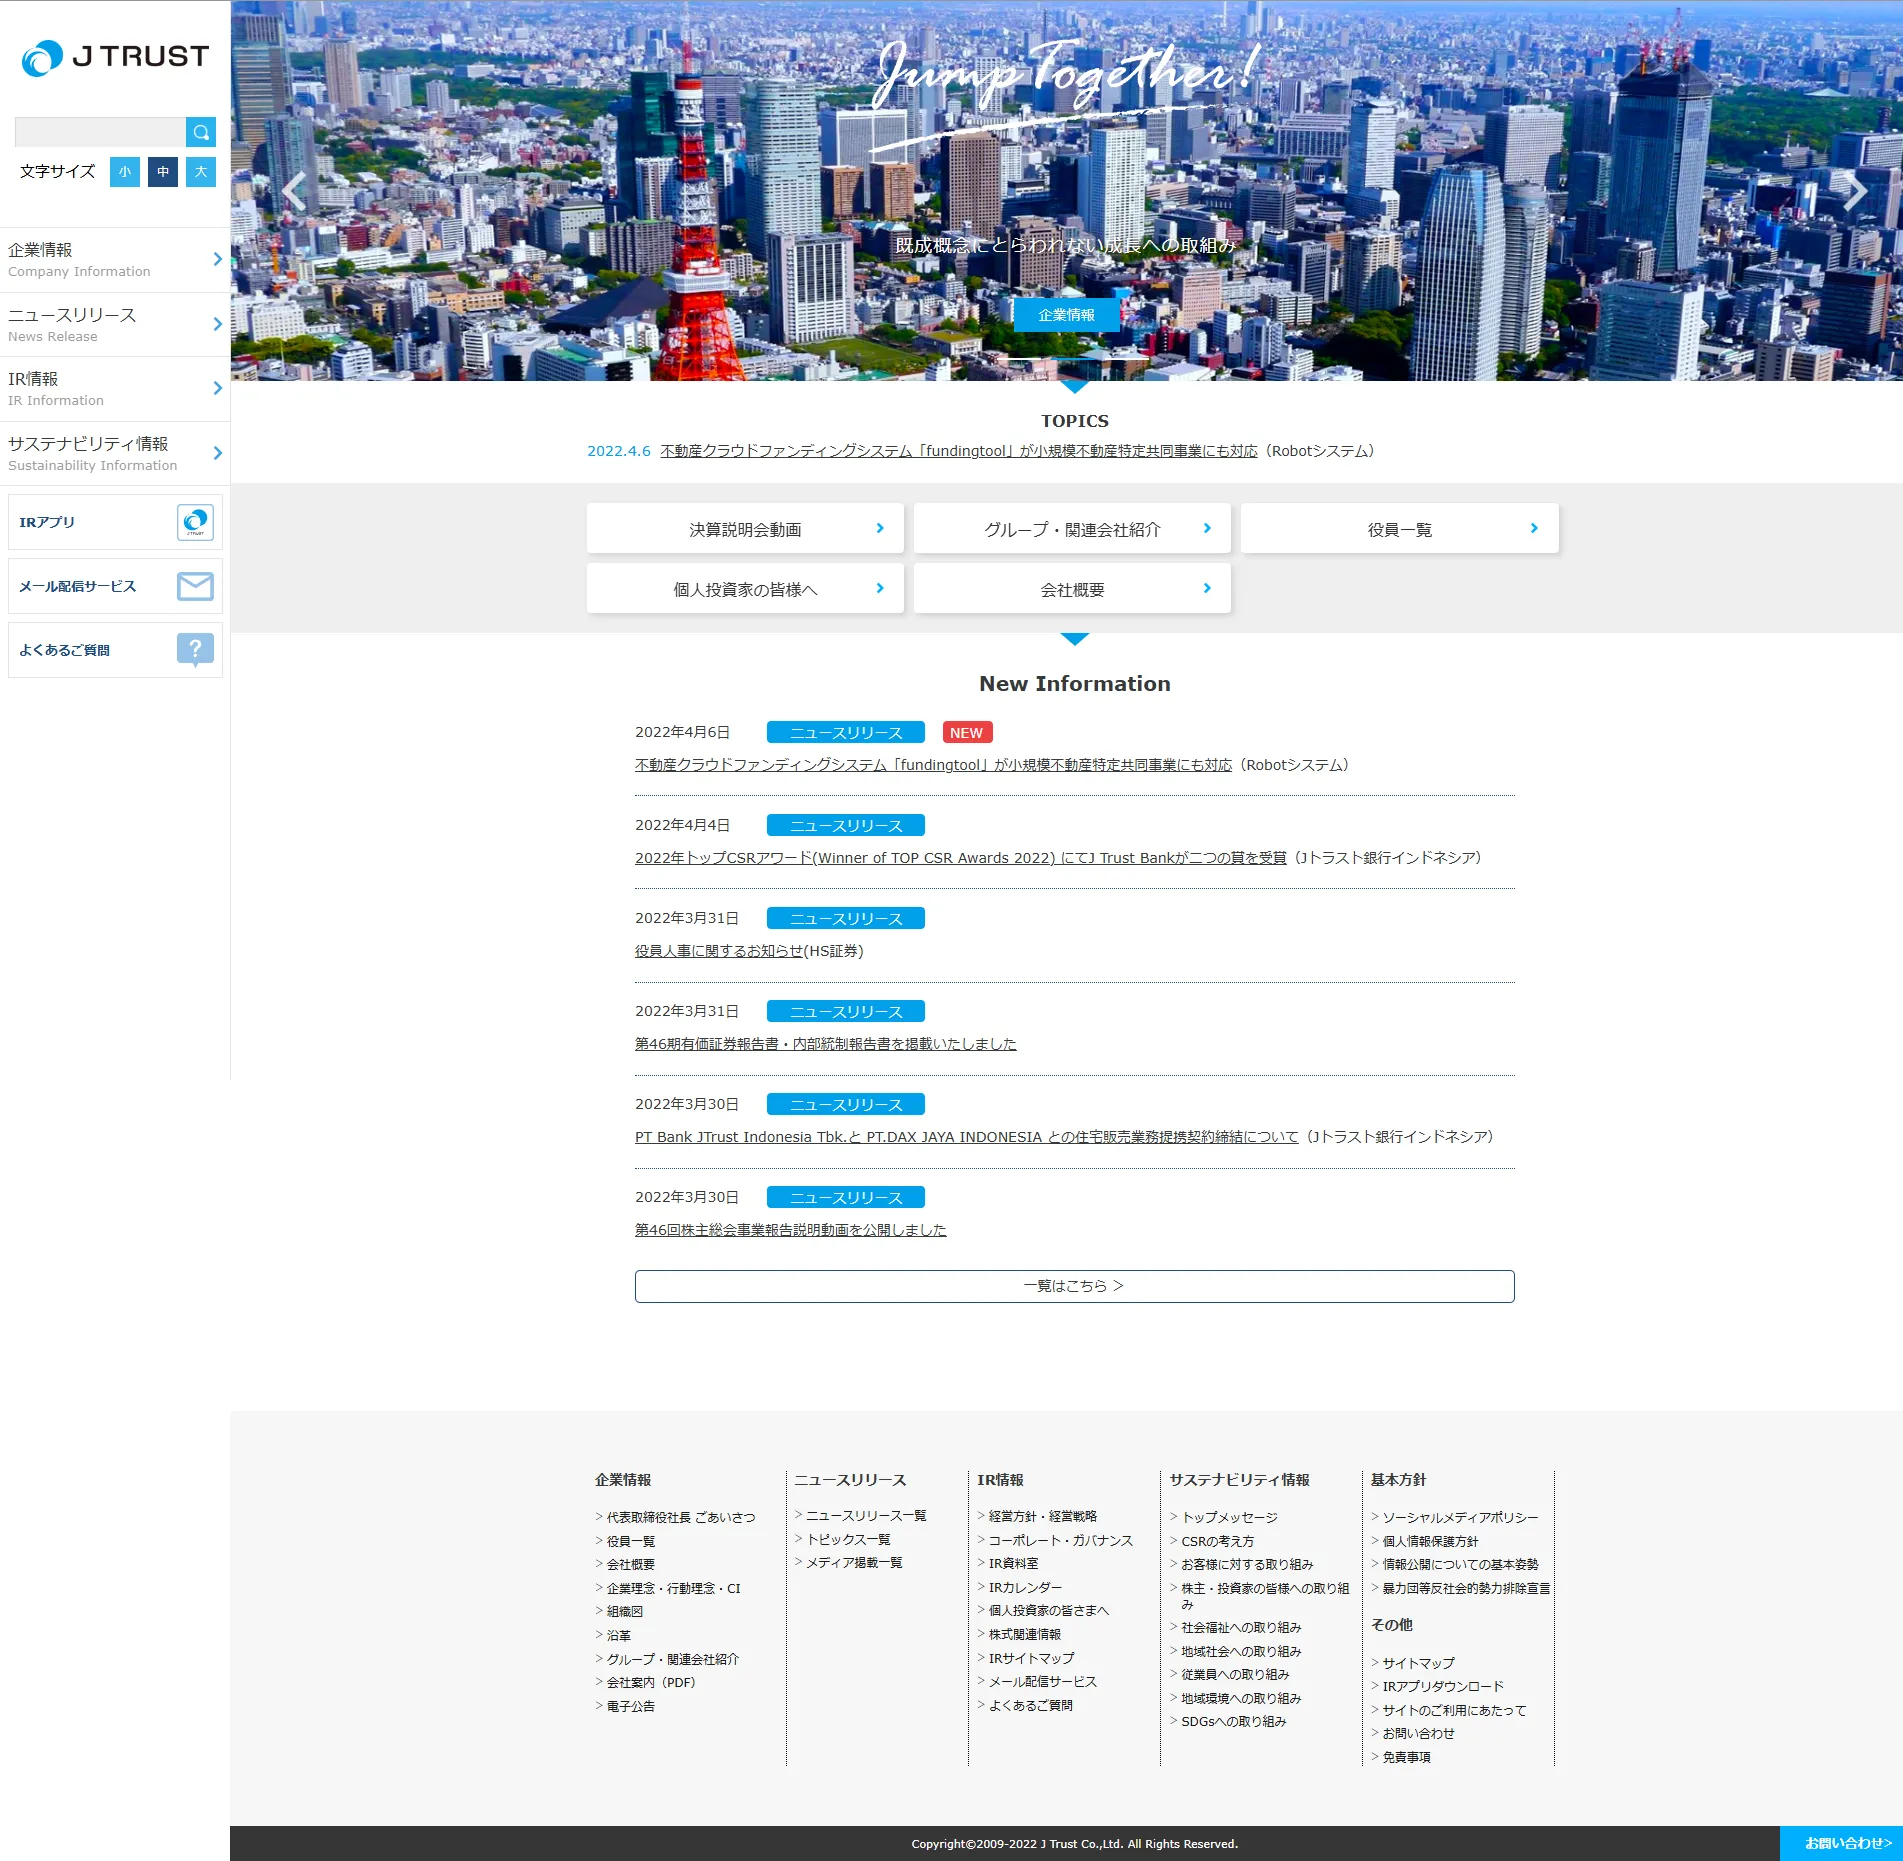 J TRUST
文字サイズ 小 中 大
企業情報
Company Information
ニュースリリース
News Release
IR情報
IR Information
サステナビリティ情報
Sustainability Information
IRアプリ
J TRUST
メール配信サービス
よくあるご質問
?
Jump Together!
既成概念にとらわれない成長への取組み
企業情報
TOPICS
2022.4.6 不動産クラウドファンディングシステム「fundingtool」が小規模不動産特定共同事業にも対応（Robotシステム）
決算説明会動画
グループ・関連会社紹介
役員一覧
個人投資家の皆様へ
会社概要
New Information
2022年4月6日 ニュースリリース NEW
不動産クラウドファンディングシステム「fundingtool」が小規模不動産特定共同事業にも対応（Robotシステム）
2022年4月4日 ニュースリリース
2022年トップCSRアワード(Winner of TOP CSR Awards 2022) にてJ Trust Bankが二つの賞を受賞（Jトラスト銀行インドネシア）
2022年3月31日 ニュースリリース
役員人事に関するお知らせ(HS証券)
2022年3月31日 ニュースリリース
第46期有価証券報告書・内部統制報告書を掲載いたしました
2022年3月30日 ニュースリリース
PT Bank JTrust Indonesia Tbk.と PT.DAX JAYA INDONESIA との住宅販売業務提携契約締結について（Jトラスト銀行インドネシア）
2022年3月30日 ニュースリリース
第46回株主総会事業報告説明動画を公開しました
一覧はこちら ＞
企業情報
> 代表取締役社長 ごあいさつ
> 役員一覧
> 会社概要
> 企業理念・行動理念・CI
> 組織図
> 沿革
> グループ・関連会社紹介
> 会社案内（PDF）
> 電子公告
ニュースリリース
> ニュースリリース一覧
> トピックス一覧
> メディア掲載一覧
IR情報
> 経営方針・経営戦略
> コーポレート・ガバナンス
> IR資料室
> IRカレンダー
> 個人投資家の皆さまへ
> 株式関連情報
> IRサイトマップ
> メール配信サービス
> よくあるご質問
サステナビリティ情報
> トップメッセージ
> CSRの考え方
> お客様に対する取り組み
> 株主・投資家の皆様への取り組
み
> 社会福祉への取り組み
> 地域社会への取り組み
> 従業員への取り組み
> 地域環境への取り組み
> SDGsへの取り組み
基本方針
> ソーシャルメディアポリシー
> 個人情報保護方針
> 情報公開についての基本姿勢
> 暴力団等反社会的勢力排除宣言
その他
> サイトマップ
> IRアプリダウンロード
> サイトのご利用にあたって
> お問い合わせ
> 免責事項
Copyright©2009-2022 J Trust Co.,Ltd. All Rights Reserved.
お問い合わせ>